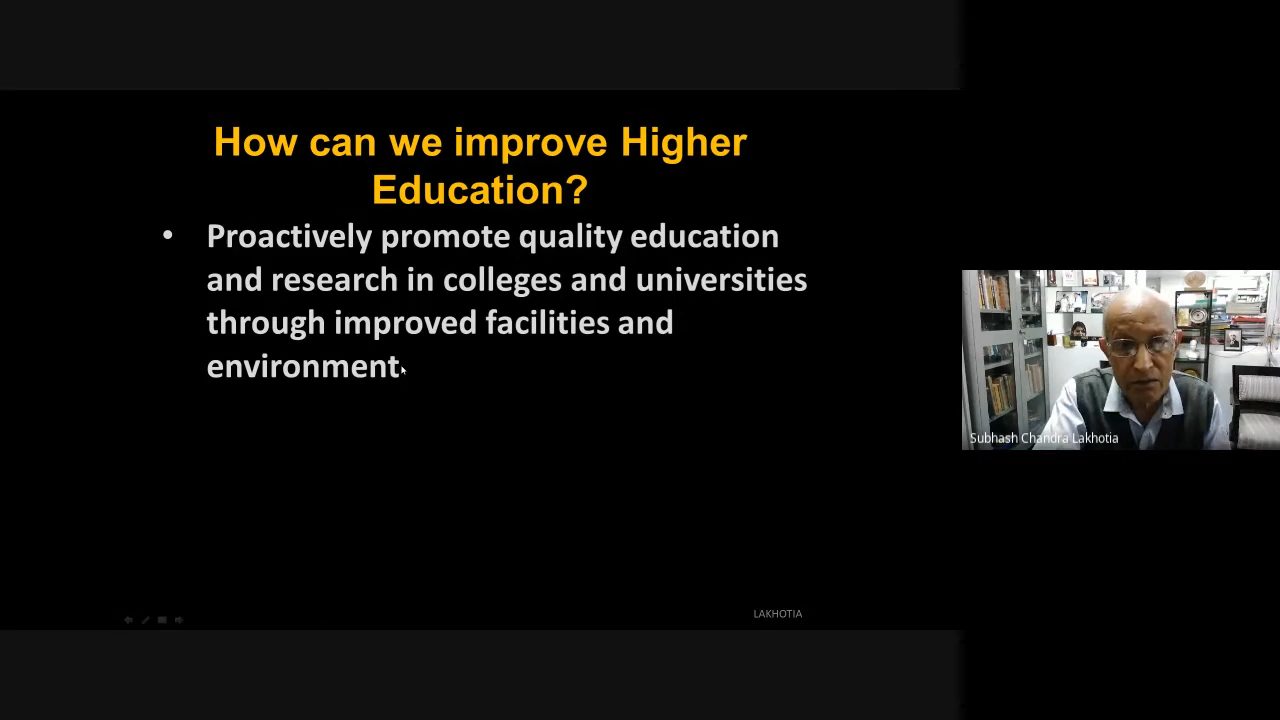 How can we improve Higher
Education?
• Proactively promote quality education
and research in colleges and universities
through improved facilities and
environment.
Subhash Chandra Lakhotia
LAKHOTIA